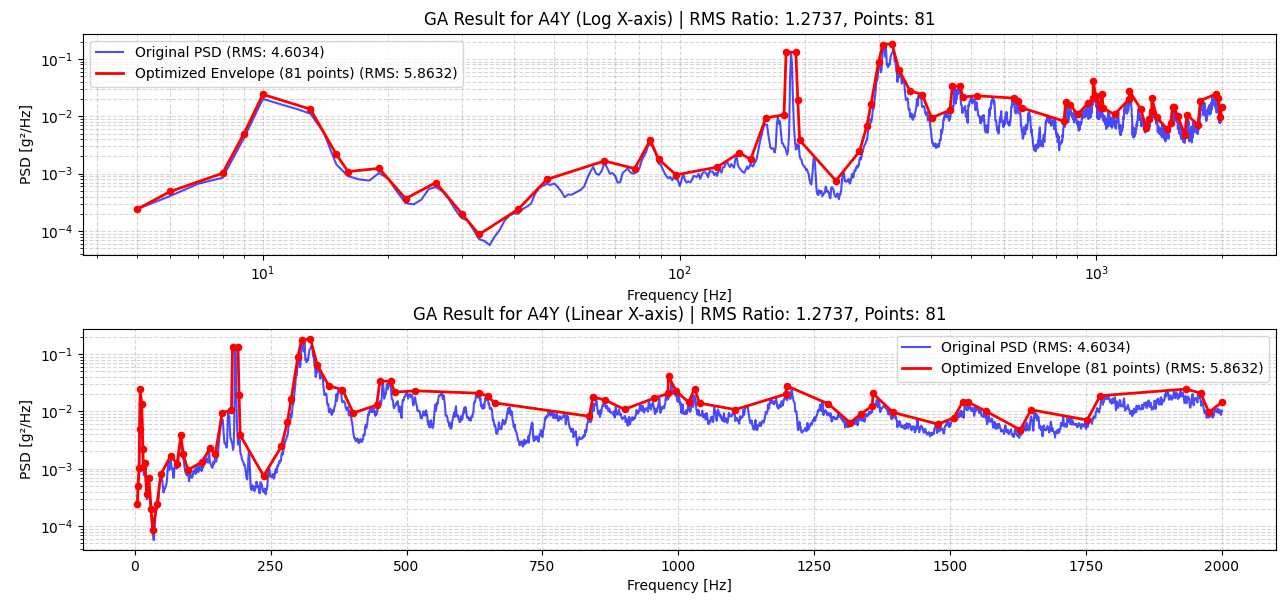 GA Result for A4Y (Log X-axis) | RMS Ratio: 1.2737, Points: 81
Original PSD (RMS: 4.6034)
Optimized Envelope (81 points) (RMS: 5.8632)
PSD [g²/Hz]
10⁻¹
10⁻²
10⁻³
10⁻⁴
10¹ 10² 10³
Frequency [Hz]
GA Result for A4Y (Linear X-axis) | RMS Ratio: 1.2737, Points: 81
Original PSD (RMS: 4.6034)
Optimized Envelope (81 points) (RMS: 5.8632)
PSD [g²/Hz]
10⁻¹
10⁻²
10⁻³
10⁻⁴
0 250 500 750 1000 1250 1500 1750 2000
Frequency [Hz]